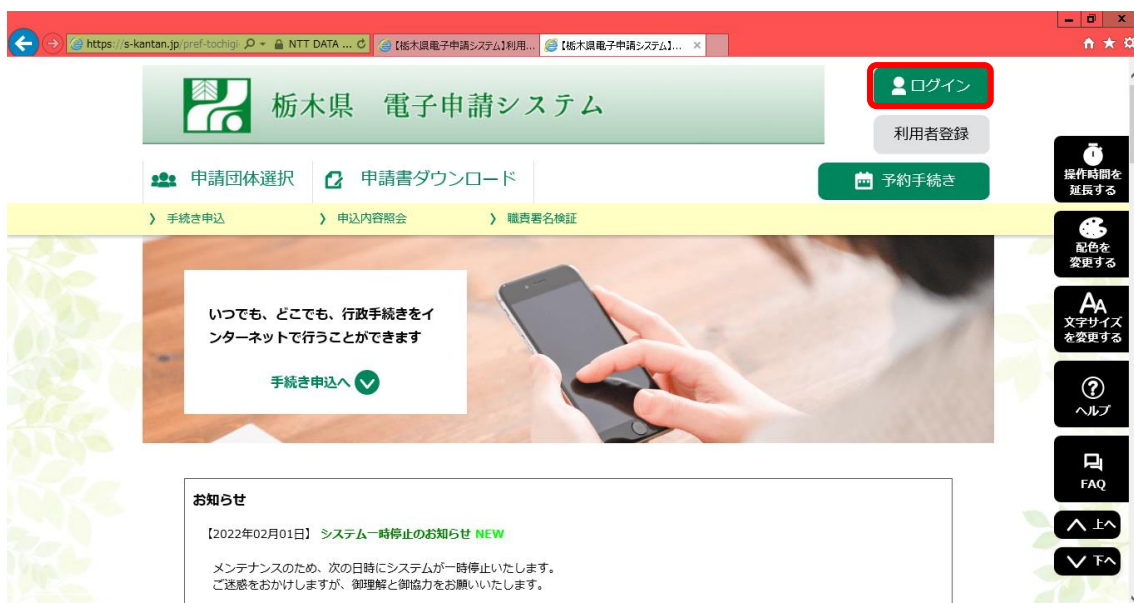 https://s-kantan.jp/pref-tochigi-
NTT DATA ...
【栃木県電子申請システム】利用...
【栃木県電子申請システム】...
栃木県 電子申請システム
ログイン
利用者登録
申請団体選択
申請書ダウンロード
予約手続き
手続き申込
申込内容照会
職責署名検証
いつでも、どこでも、行政手続きをイ
ンターネットで行うことができます
手続き申込へ
お知らせ
【2022年02月01日】 システム一時停止のお知らせ NEW
メンテナンスのため、次の日時にシステムが一時停止いたします。
ご迷惑をおかけしますが、御理解と御協力をお願いいたします。
操作時間を
延長する
配色を
変更する
AA
文字サイズ
を変更する
?
ヘルプ
FAQ
上へ
下へ